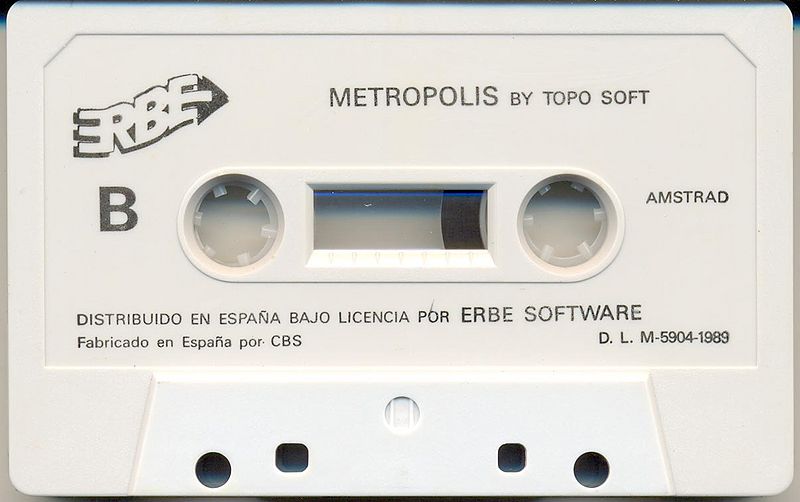 ERBE
METROPOLIS BY TOPO SOFT
B
AMSTRAD
DISTRIBUIDO EN ESPAÑA BAJO LICENCIA POR ERBE SOFTWARE
Fabricado en España por CBS
D. L. M-5904-1989